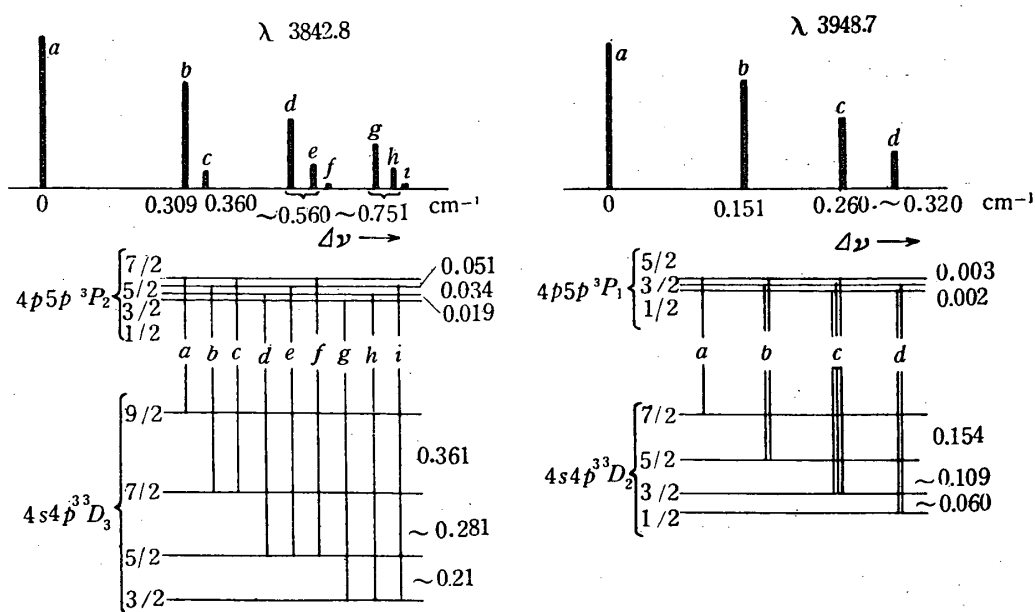 λ 3842.8
a
b
c
d
e
f
g
h
i
0
0.309
0.360
~0.560
~0.751
cm⁻¹
Δν →
4p5p ³P₂
7/2
5/2
3/2
1/2
0.051
0.034
0.019
a b c d e f g h i
4s4p³ ³D₃
9/2
7/2
5/2
3/2
0.361
~0.281
~0.21
λ 3948.7
a
b
c
d
0
0.151
0.260
~0.320
cm⁻¹
Δν →
4p5p ³P₁
5/2
3/2
1/2
0.003
0.002
a b c d
4s4p³ ³D₂
7/2
5/2
3/2
1/2
0.154
~0.109
~0.060